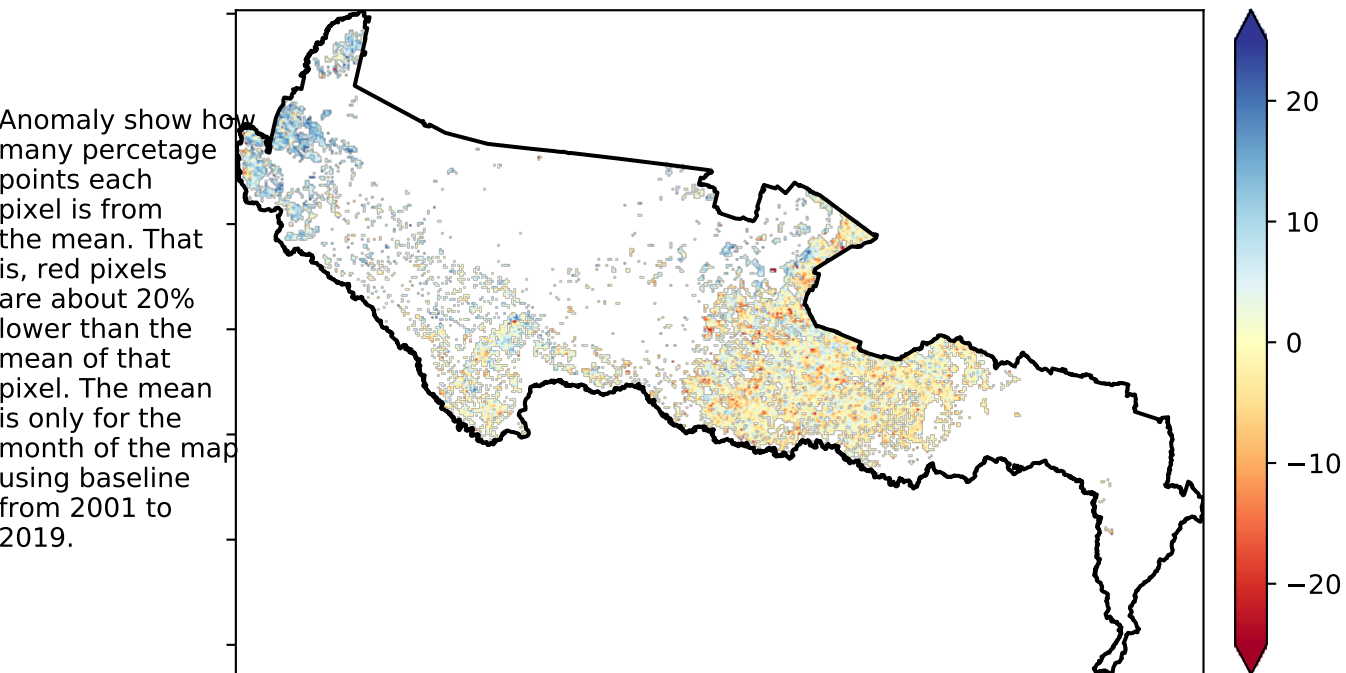 Anomaly show how
many percetage
points each
pixel is from
the mean. That
is, red pixels
are about 20%
lower than the
mean of that
pixel. The mean
is only for the
month of the map
using baseline
from 2001 to
2019.
20
10
0
−10
−20